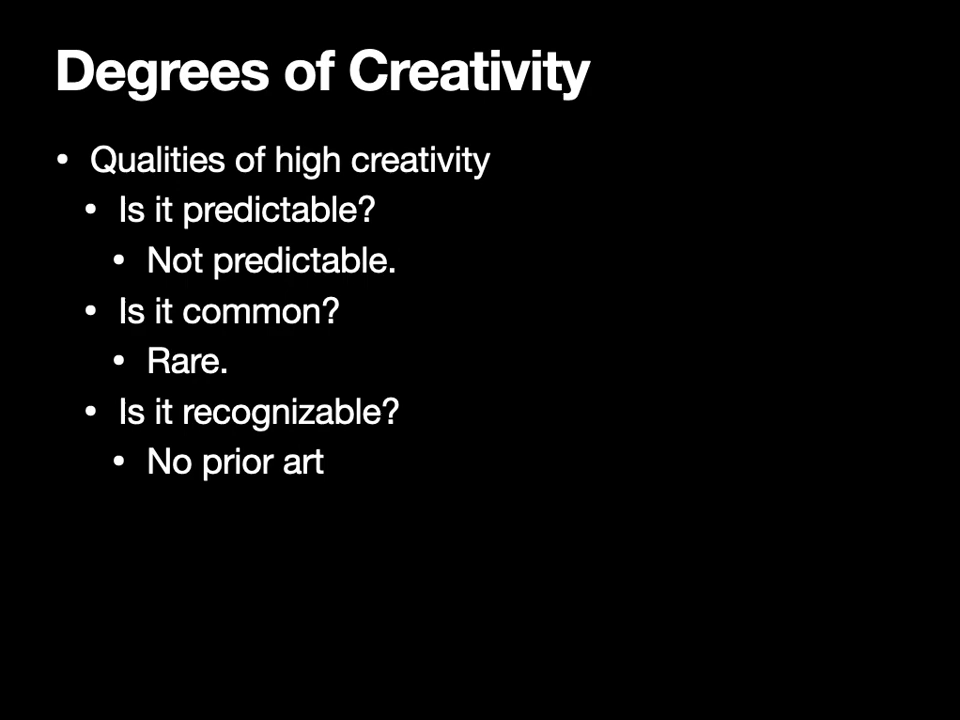 Degrees of Creativity
• Qualities of high creativity
• Is it predictable?
• Not predictable.
• Is it common?
• Rare.
• Is it recognizable?
• No prior art